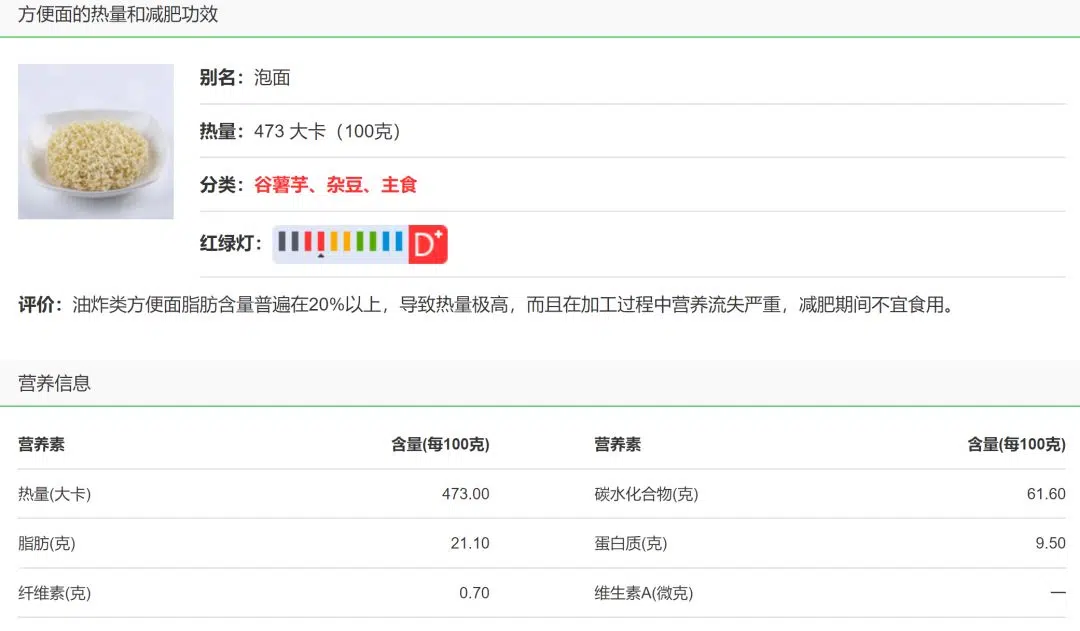 方便面的热量和减肥功效
别名：泡面
热量：473 大卡（100克）
分类：谷薯芋、杂豆、主食
红绿灯：D+
评价：油炸类方便面脂肪含量普遍在20%以上，导致热量极高，而且在加工过程中营养流失严重，减肥期间不宜食用。
营养信息
营养素 含量(每100克) 营养素 含量(每100克)
热量(大卡) 473.00 碳水化合物(克) 61.60
脂肪(克) 21.10 蛋白质(克) 9.50
纤维素(克) 0.70 维生素A(微克) —